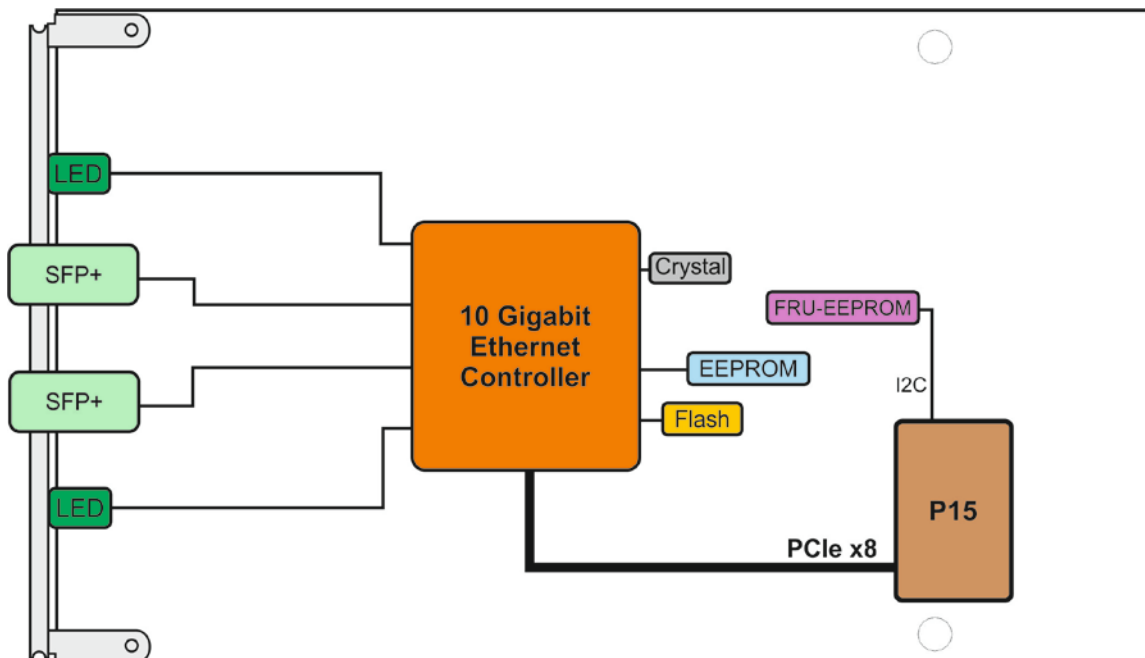 LED
SFP+
Crystal
FRU-EEPROM
10 Gigabit
Ethernet
Controller
EEPROM
I2C
SFP+
Flash
LED
P15
PCIe x8